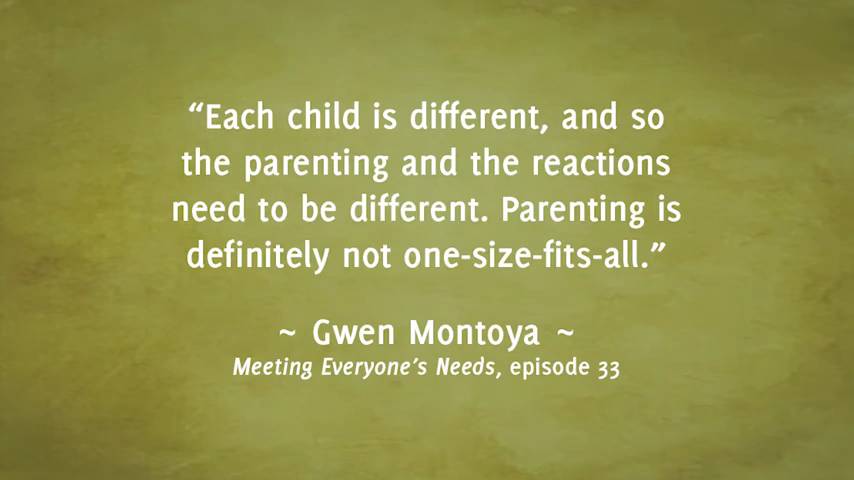 “Each child is different, and so
the parenting and the reactions
need to be different. Parenting is
definitely not one-size-fits-all.”
~ Gwen Montoya ~
Meeting Everyone’s Needs, episode 33